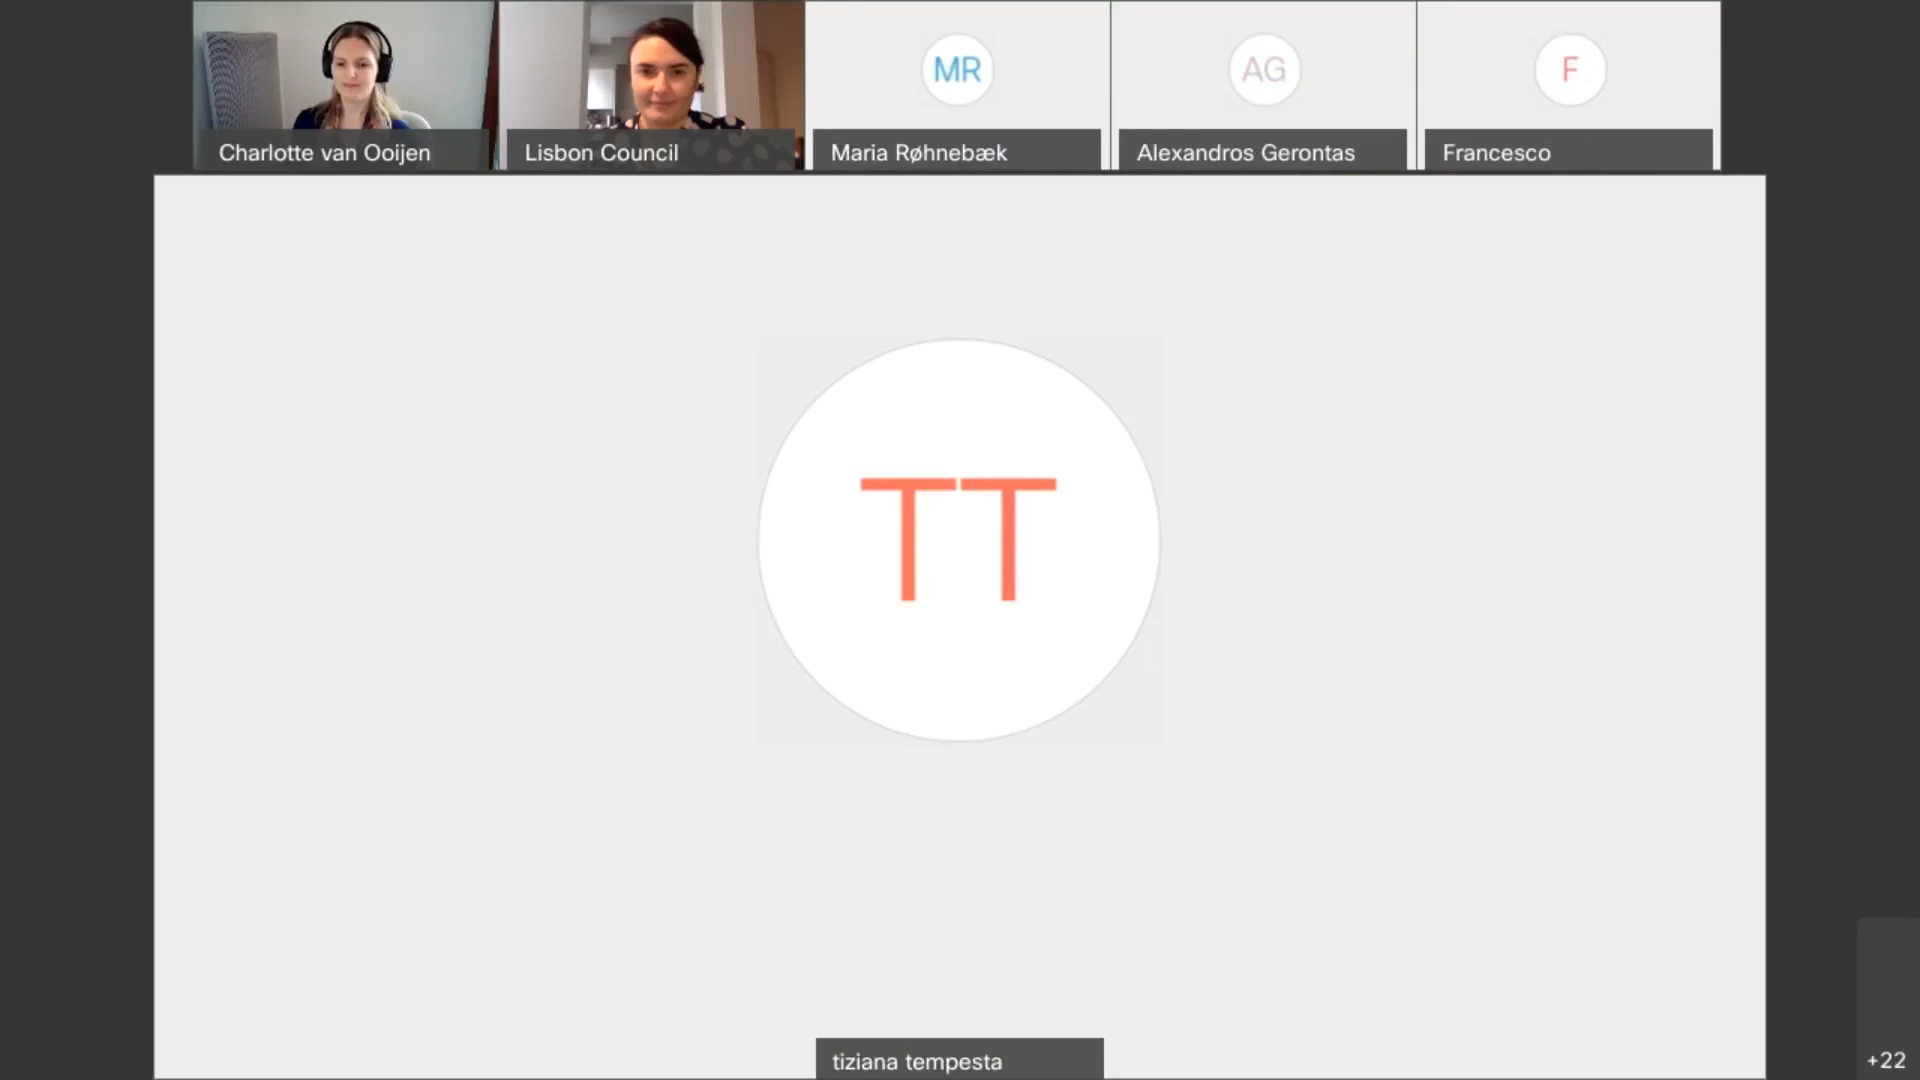 MR
AG
F
Charlotte van Ooijen
Lisbon Council
Maria Røhnebæk
Alexandros Gerontas
Francesco
TT
tiziana tempesta
+22